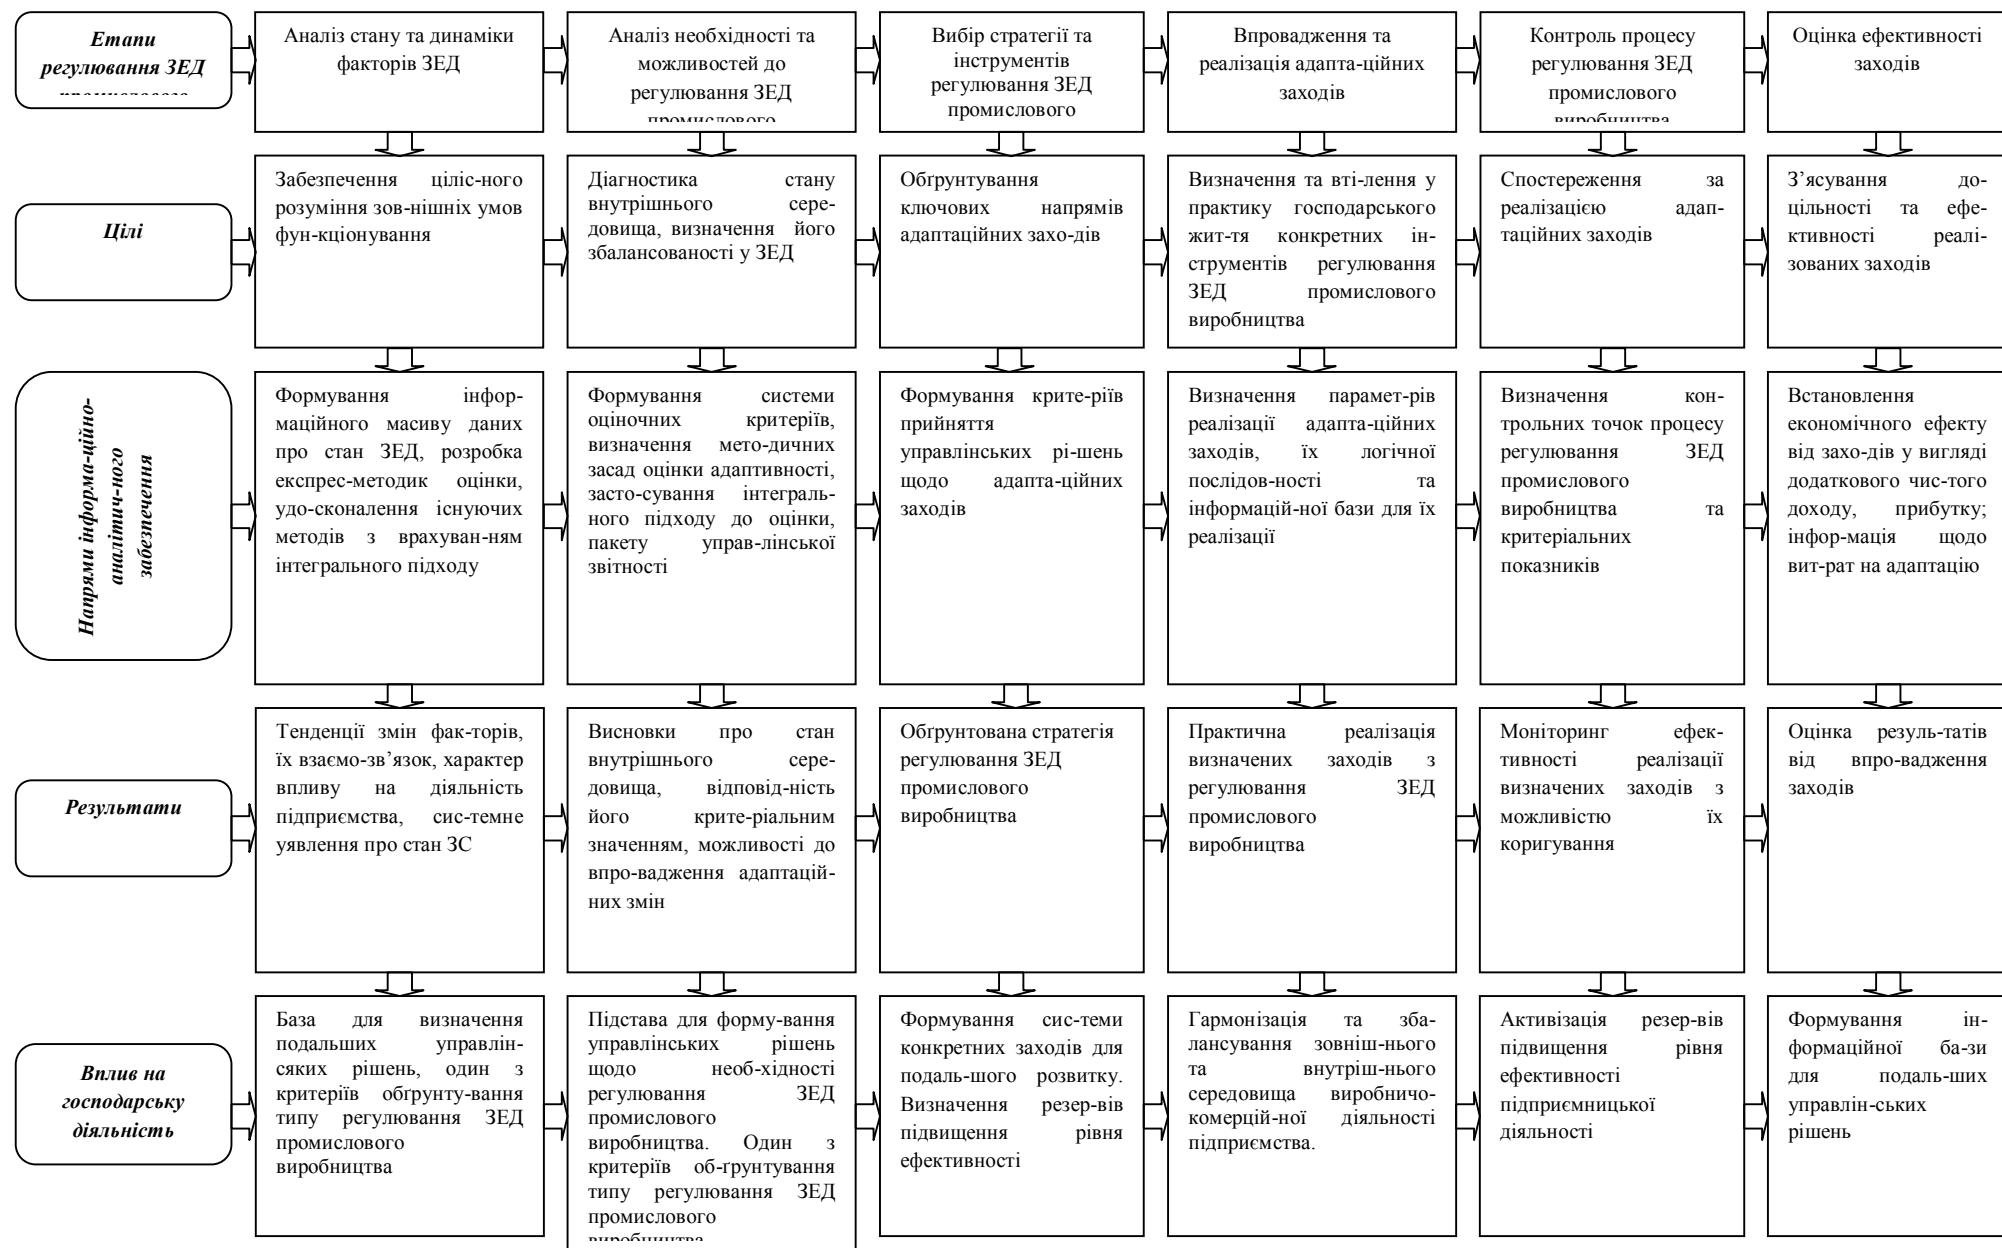 Етапи
регулювання ЗЕД
промислового
Аналіз стану та динаміки
факторів ЗЕД
Аналіз необхідності та
можливостей до
регулювання ЗЕД
промислового
Вибір стратегії та
інструментів
регулювання ЗЕД
промислового
Впровадження та
реалізація адапта-ційних
заходів
Контроль процесу
регулювання ЗЕД
промислового
виробництва
Оцінка ефективності
заходів
Цілі
Забезпечення ціліс-ного
розуміння зов-нішніх умов
фун-кціонування
Діагностика стану
внутрішнього сере-
довища, визначення його
збалансованості у ЗЕД
Обґрунтування
ключових напрямів
адаптаційних захо-дів
Визначення та вті-лення у
практику господарського
жит-тя конкретних ін-
струментів регулювання
ЗЕД промислового
виробництва
Спостереження за
реалізацією адап-
таційних заходів
З’ясування до-
цільності та ефе-
ктивності реалі-
зованих заходів
Напрями інформа-ційно-
аналітич-ного
забезпечення
Формування інфор-
маційного масиву даних
про стан ЗЕД, розробка
експрес-методик оцінки,
удо-сконалення існуючих
методів з врахуван-ням
інтегрального підходу
Формування системи
оціночних критеріїв,
визначення мето-дичних
засад оцінки адаптивності,
засто-сування інтеграль-
ного підходу до оцінки,
пакету управ-лінської
звітності
Формування крите-ріїв
прийняття
управлінських рі-шень
щодо адапта-ційних
заходів
Визначення парамет-рів
реалізації адапта-ційних
заходів, їх логічної
послідов-ності та
інформацій-ної бази для їх
реалізації
Визначення кон-
трольних точок процесу
регулювання ЗЕД
промислового
виробництва та
критеріальних
показників
Встановлення
економічного ефекту
від захо-дів у вигляді
додаткового чис-того
доходу, прибутку;
інфор-мація щодо
вит-рат на адаптацію
Результати
Тенденції змін фак-торів,
їх взаємо-зв’язок, характер
впливу на діяльність
підприємства, сис-темне
уявлення про стан ЗС
Висновки про стан
внутрішнього сере-
довища, відповід-ність
його крите-ріальним
значенням, можливості до
впро-вадження адаптацій-
них змін
Обґрунтована стратегія
регулювання ЗЕД
промислового
виробництва
Практична реалізація
визначених заходів з
регулювання ЗЕД
промислового
виробництва
Моніторинг ефек-
тивності реалізації
визначених заходів з
можливістю їх
коригування
Оцінка резуль-татів
від впро-вадження
заходів
Вплив на
господарську
діяльність
База для визначення
подальших управлін-
сяких рішень, один з
критеріїв обґрунту-вання
типу регулювання ЗЕД
промислового
виробництва
Підстава для форму-вання
управлінських рішень
щодо необ-хідності
регулювання ЗЕД
промислового
виробництва. Один з
критеріїв об-ґрунтування
типу регулювання ЗЕД
промислового
виробництва
Формування сис-теми
конкретних заходів для
подаль-шого розвитку.
Визначення резер-вів
підвищення рівня
ефективності
Гармонізація та зба-
лансування зовніш-нього
та внутріш-нього
середовища виробничо-
комерцій-ної діяльності
підприємства.
Активізація резер-вів
підвищення рівня
ефективності
підприємницької
діяльності
Формування ін-
формаційної ба-зи
для подаль-ших
управлін-ських
рішень